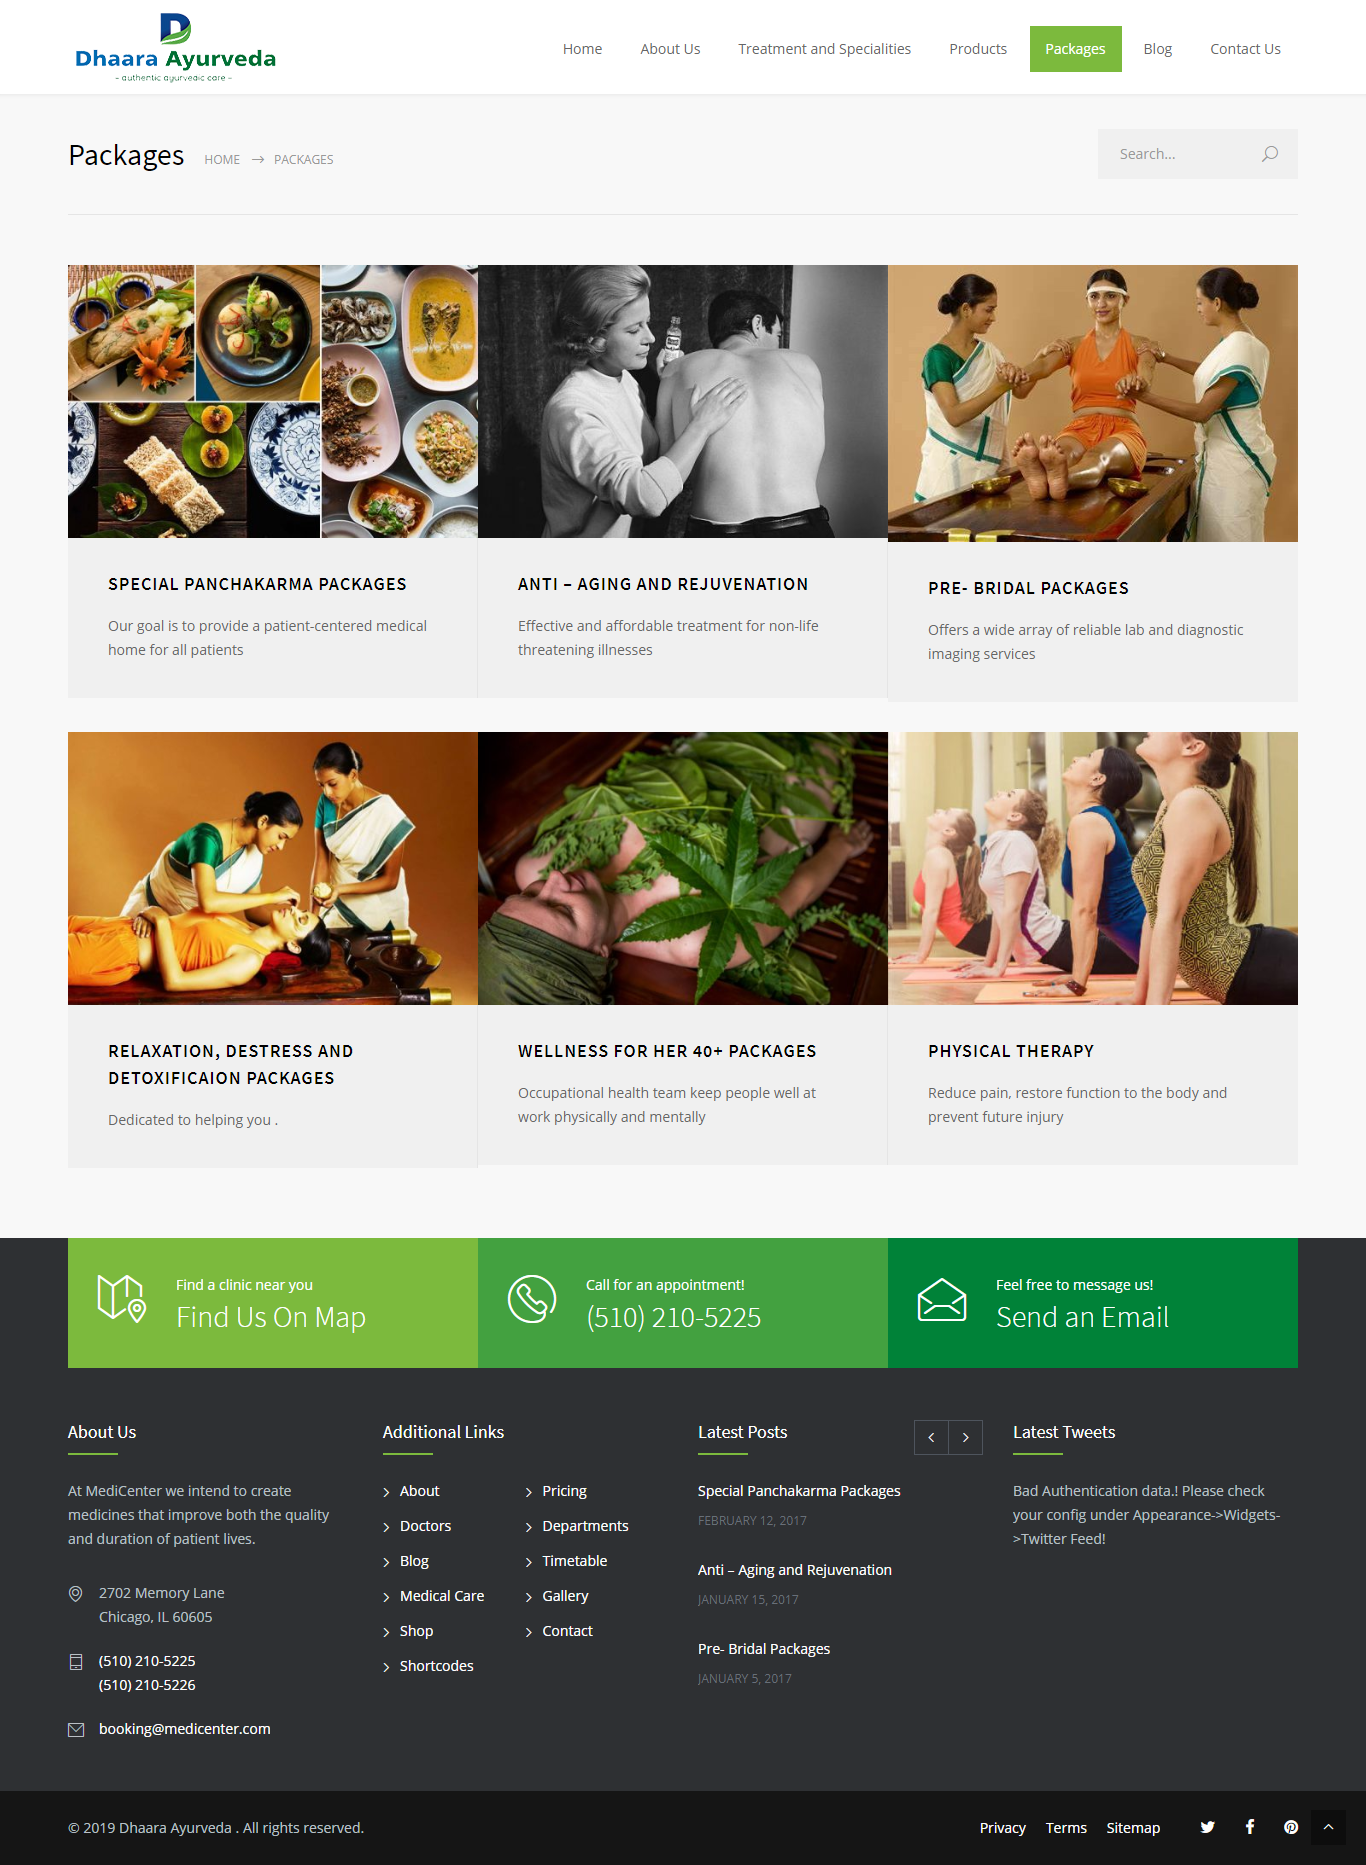 D
Dhaara Ayurveda
- authentic ayurvedic care -
Home About Us Treatment and Specialities Products Packages Blog Contact Us
Packages HOME PACKAGES
Search...
SPECIAL PANCHAKARMA PACKAGES
Our goal is to provide a patient-centered medical
home for all patients
ANTI – AGING AND REJUVENATION
Effective and affordable treatment for non-life
threatening illnesses
PRE- BRIDAL PACKAGES
Offers a wide array of reliable lab and diagnostic
imaging services
RELAXATION, DESTRESS AND
DETOXIFICAION PACKAGES
Dedicated to helping you .
WELLNESS FOR HER 40+ PACKAGES
Occupational health team keep people well at
work physically and mentally
PHYSICAL THERAPY
Reduce pain, restore function to the body and
prevent future injury
Find a clinic near you
Find Us On Map
Call for an appointment!
(510) 210-5225
Feel free to message us!
Send an Email
About Us
At MediCenter we intend to create
medicines that improve both the quality
and duration of patient lives.
2702 Memory Lane
Chicago, IL 60605
(510) 210-5225
(510) 210-5226
booking@medicenter.com
Additional Links
About
Doctors
Blog
Medical Care
Shop
Shortcodes
Pricing
Departments
Timetable
Gallery
Contact
Latest Posts
Special Panchakarma Packages
FEBRUARY 12, 2017
Anti – Aging and Rejuvenation
JANUARY 15, 2017
Pre- Bridal Packages
JANUARY 5, 2017
Latest Tweets
Bad Authentication data.! Please check
your config under Appearance->Widgets-
>Twitter Feed!
© 2019 Dhaara Ayurveda . All rights reserved.
Privacy Terms Sitemap